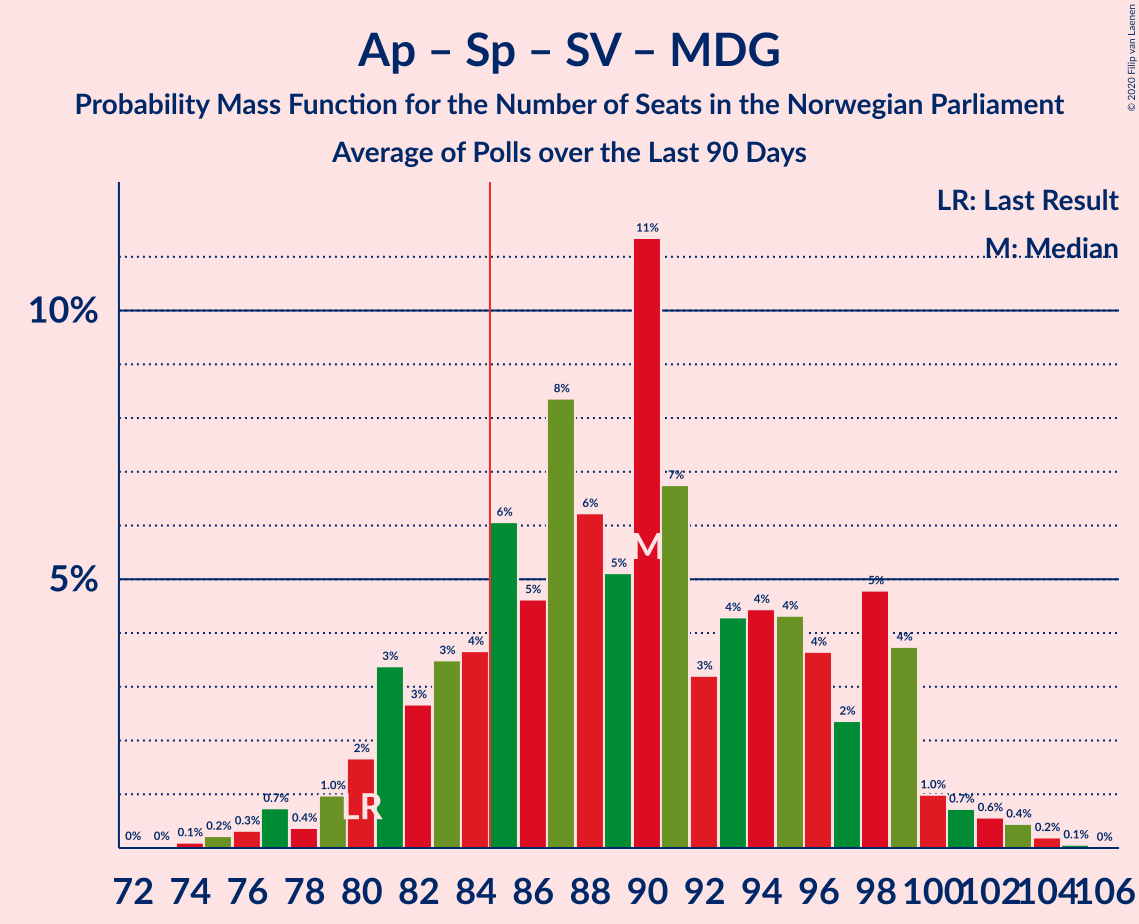 Ap – Sp – SV – MDG
Probability Mass Function for the Number of Seats in the Norwegian Parliament
Average of Polls over the Last 90 Days
© 2020 Filip van Laenen
LR: Last Result
M: Median
10%
5%
0% 0% 0.1% 0.2% 0.3% 0.7% 0.4% 1.0% 2% 3% 3% 3% 4% 6% 5% 8% 6% 5% 11% 7% 3% 4% 4% 4% 4% 2% 5% 4% 1.0% 0.7% 0.6% 0.4% 0.2% 0.1% 0%
LR
M
72 74 76 78 80 82 84 86 88 90 92 94 96 98 100 102 104 106